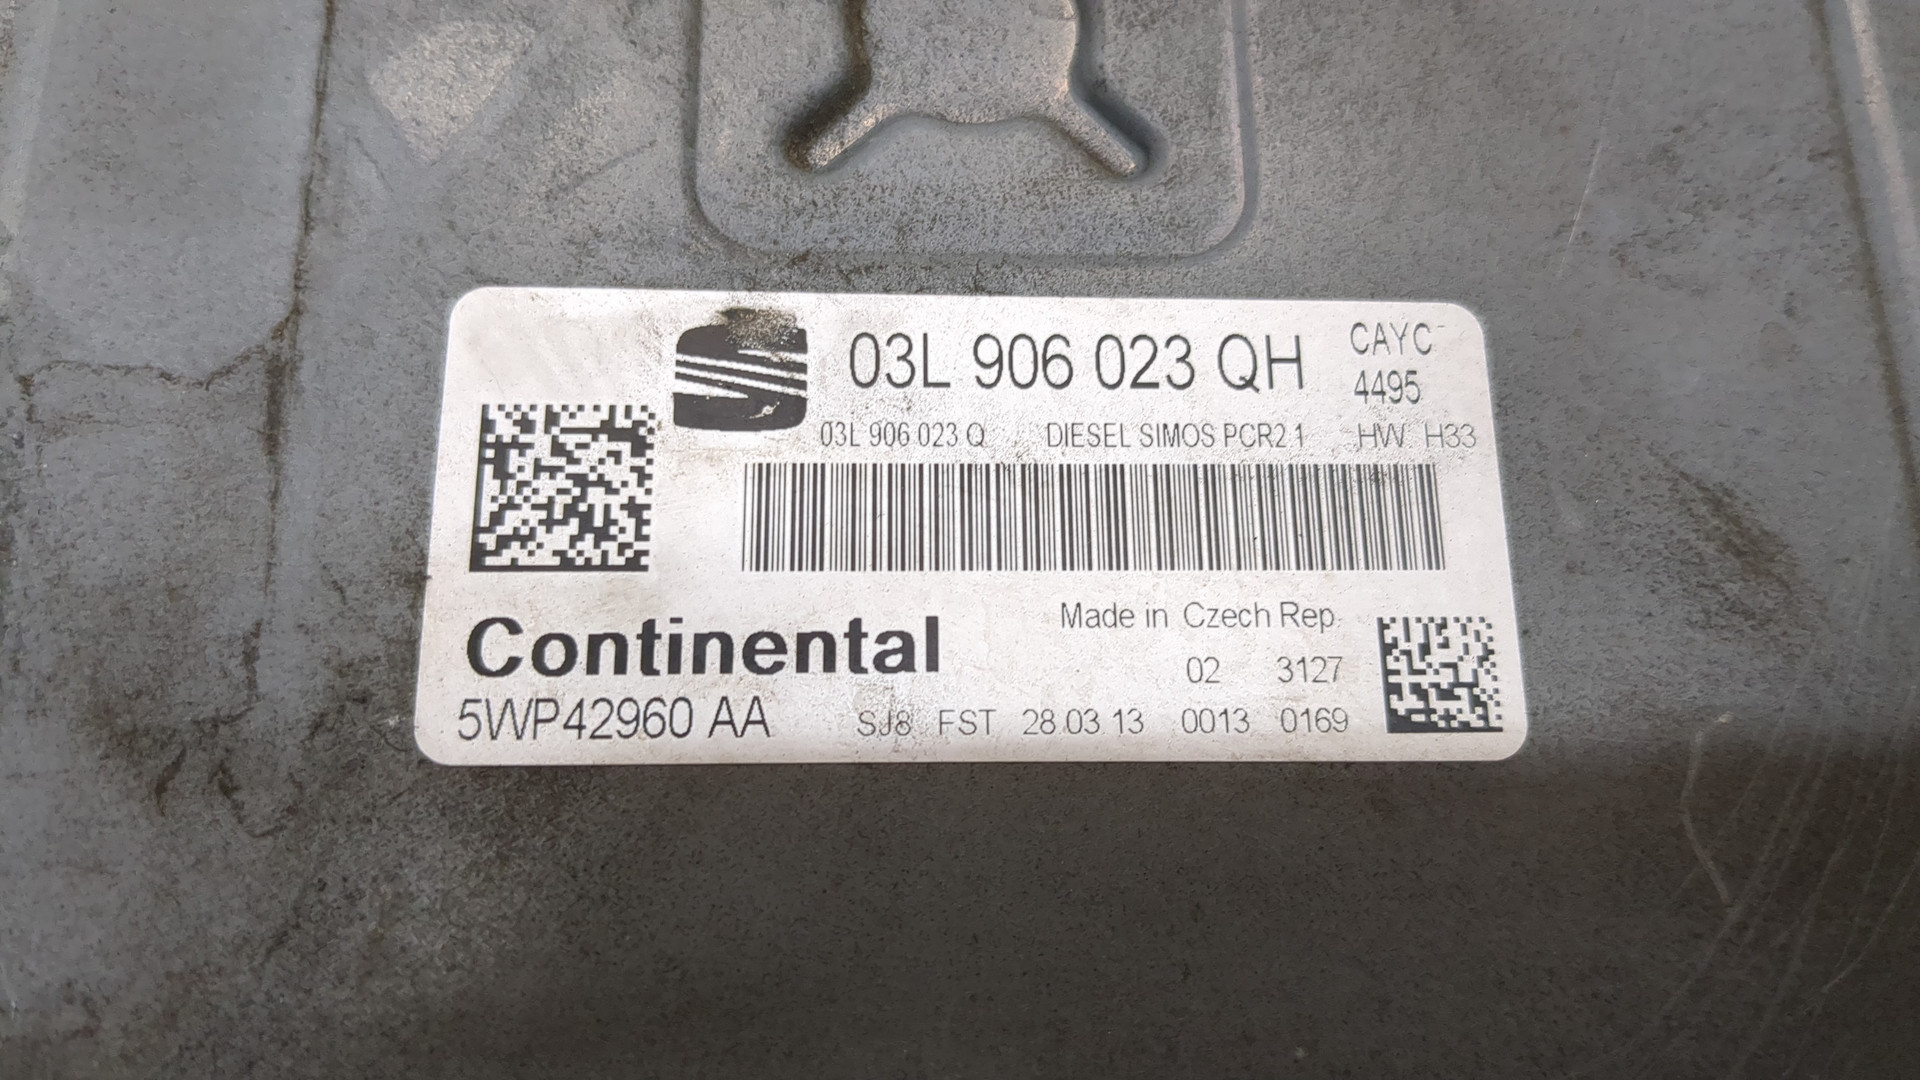 03L 906 023 QH CAYC
4495
03L 906 023 Q DIESEL SIMOS PCR2 1 HW H33
Continental Made in Czech Rep.
02 3127
5WP42960 AA SJ8 FST 28.03 13 0013 0169